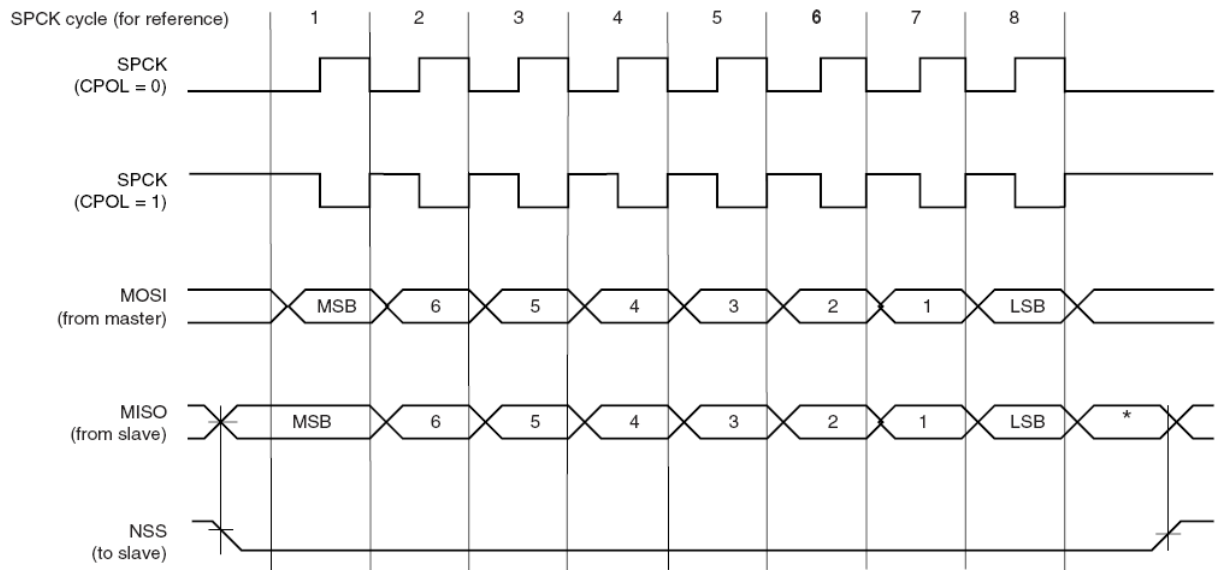 SPCK cycle (for reference) 1 2 3 4 5 6 7 8
SPCK
(CPOL = 0)
SPCK
(CPOL = 1)
MOSI
(from master)
MSB 6 5 4 3 2 1 LSB
MISO
(from slave)
MSB 6 5 4 3 2 1 LSB *
NSS
(to slave)